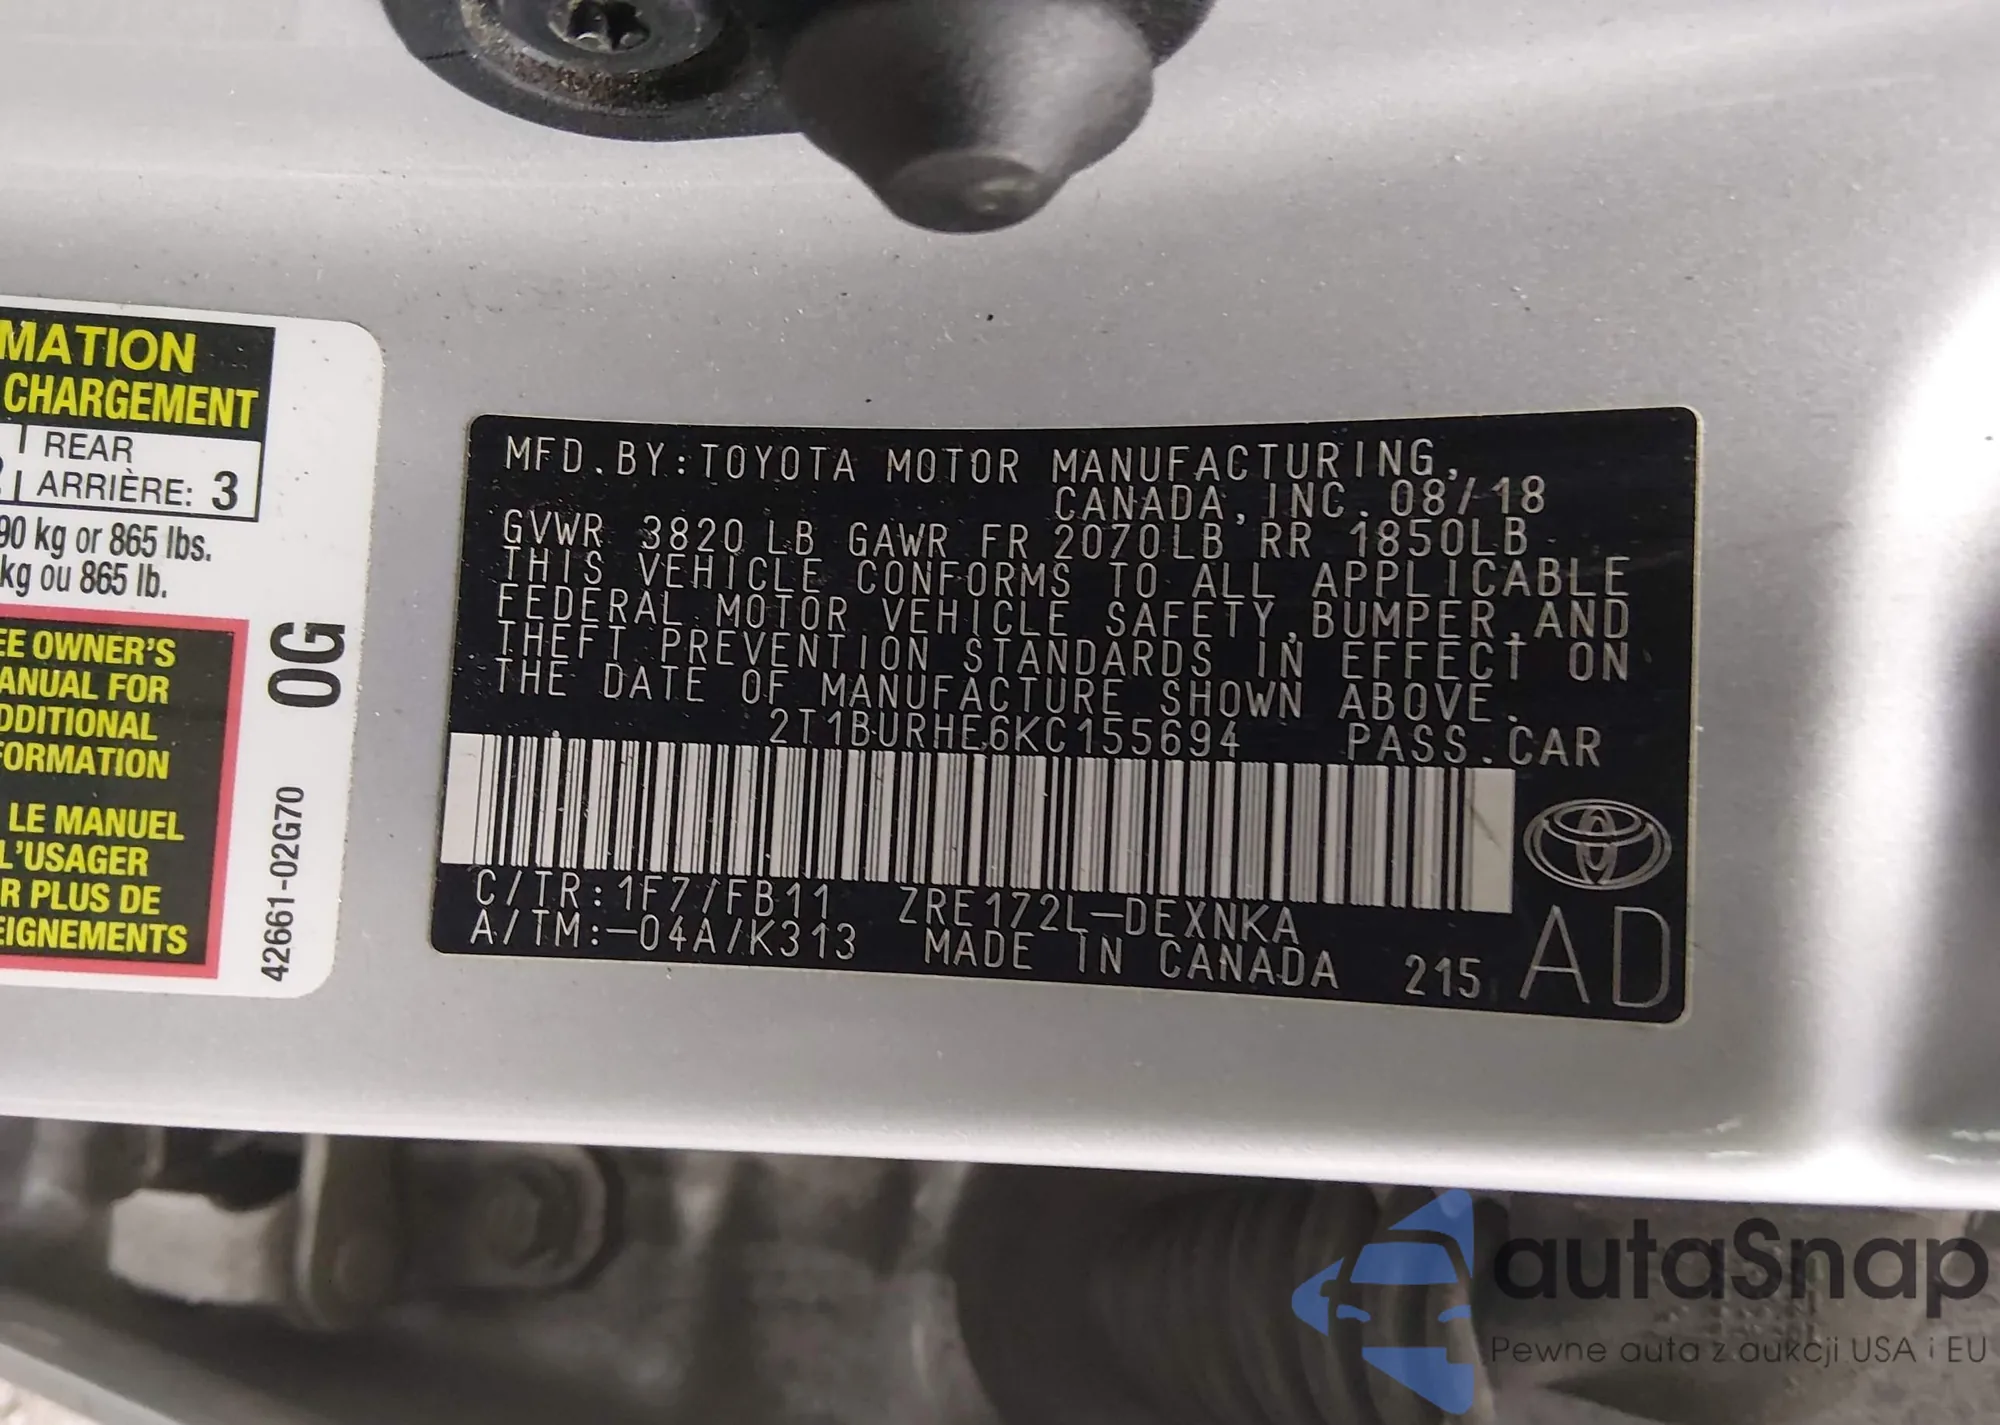 MATION
CHARGEMENT
REAR
ARRIÈRE: 3
90 kg or 865 lbs.
kg ou 865 lb.
EE OWNER'S
ANUAL FOR
DDITIONAL
FORMATION
LE MANUEL
L'USAGER
R PLUS DE
EIGNEMENTS
0G
42661-02G70
MFD.BY:TOYOTA MOTOR MANUFACTURING,
CANADA, INC. 08/18
GVWR 3820 LB GAWR FR 2070LB RR 1850LB
THIS VEHICLE CONFORMS TO ALL APPLICABLE
FEDERAL MOTOR VEHICLE SAFETY,BUMPER,AND
THEFT PREVENTION STANDARDS IN EFFECT ON
THE DATE OF MANUFACTURE SHOWN ABOVE.
2T1BURHE6KC155694 PASS.CAR
C/TR:1F7/FB11 ZRE172L-DEXNKA
A/TM:-04A/K313 MADE IN CANADA 215 AD
autaSnap
Pewne auta z aukcji USA i EU